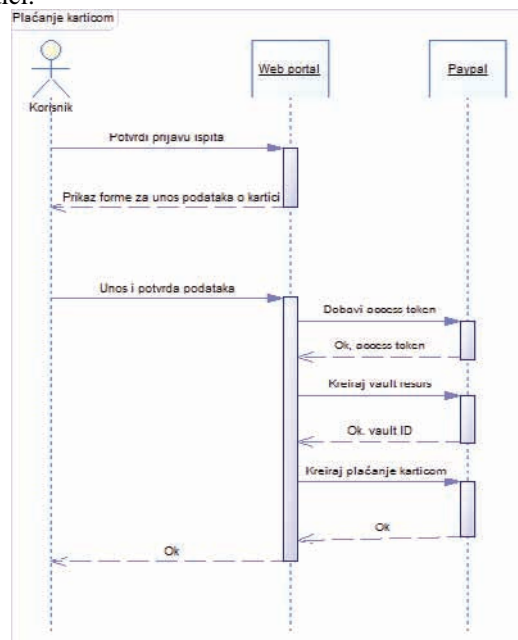 Plaćanje karticom
Web portal
Paypal
Korisnik
Potvrdi prijavu ispita
Prikaz forme za unos podataka o kartici
Unos i potvrda podataka
Dobavi access token
Ok, access token
Kreiraj vault resurs
Ok, vault ID
Kreiraj plaćanje karticom
Ok
Ok